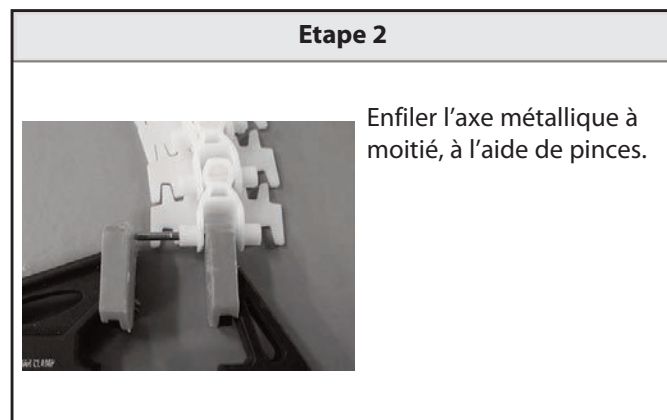 Etape 2
Enfiler l’axe métallique à
moitié, à l’aide de pinces.